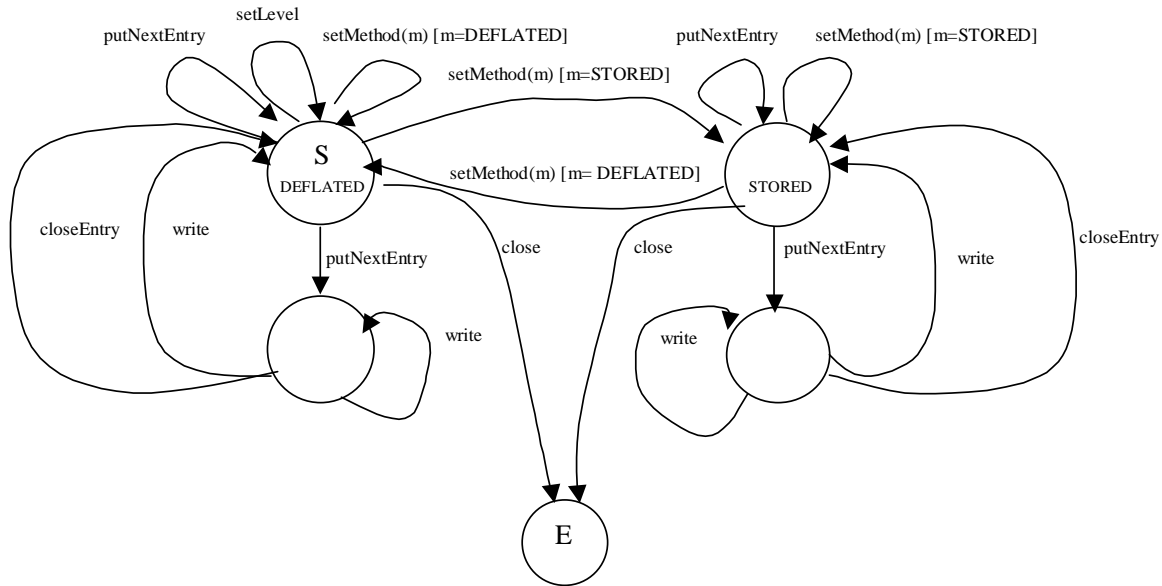 setLevel
putNextEntry
setMethod(m) [m=DEFLATED]
putNextEntry
setMethod(m) [m=STORED]
setMethod(m) [m=STORED]
S
DEFLATED
setMethod(m) [m= DEFLATED]
STORED
closeEntry
write
close
close
closeEntry
write
putNextEntry
putNextEntry
write
write
E